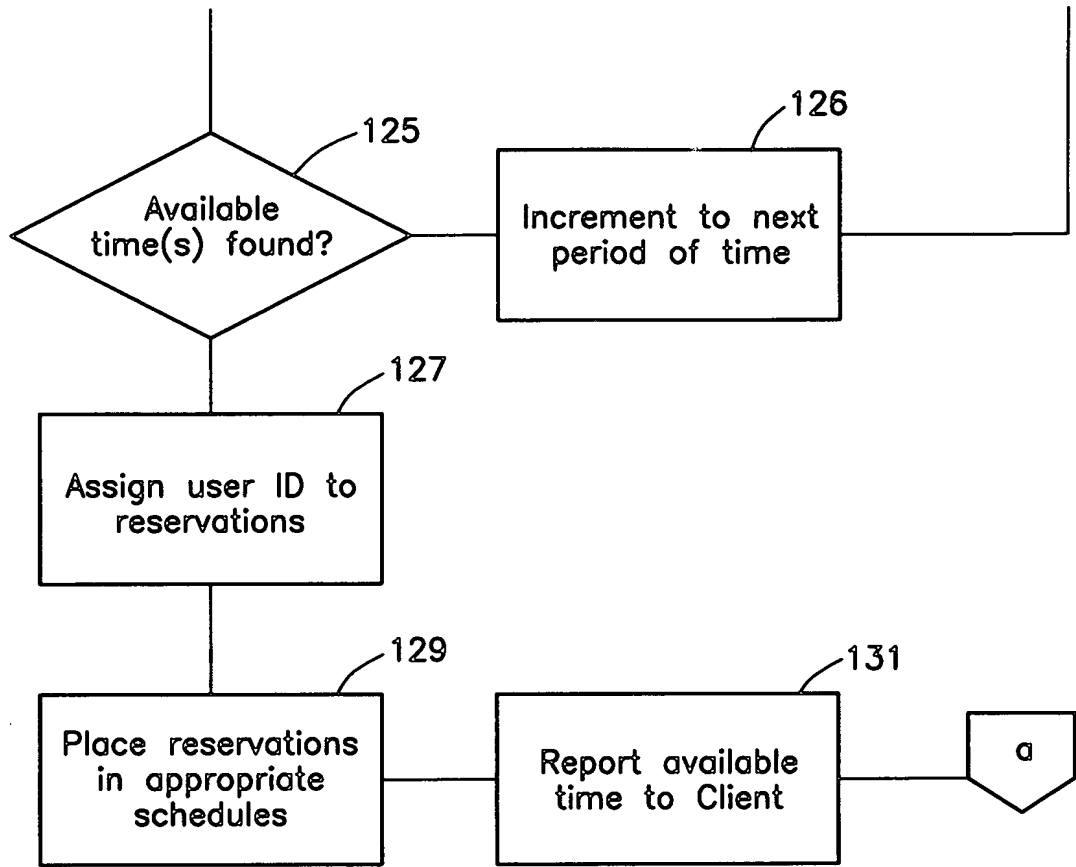 125
Available
time(s) found?
126
Increment to next
period of time
127
Assign user ID to
reservations
129
Place reservations
in appropriate
schedules
131
Report available
time to Client
a